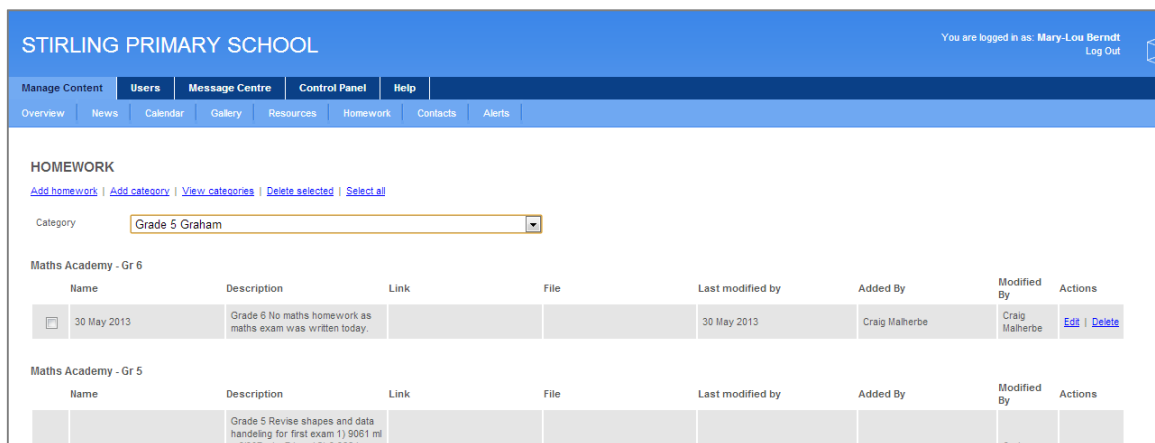 STIRLING PRIMARY SCHOOL
You are logged in as: Mary-Lou Berndt
Log Out
Manage Content Users Message Centre Control Panel Help
Overview News Calendar Gallery Resources Homework Contacts Alerts
HOMEWORK
Add homework | Add category | View categories | Delete selected | Select all
Category Grade 5 Graham
Maths Academy - Gr 6
Name Description Link File Last modified by Added By Modified By Actions
30 May 2013 Grade 6 No maths homework as 30 May 2013 Craig Malherbe Craig Malherbe Edit | Delete
maths exam was written today.
Maths Academy - Gr 5
Name Description Link File Last modified by Added By Modified By Actions
Grade 5 Revise shapes and data
handeling for first exam 1) 9061 ml